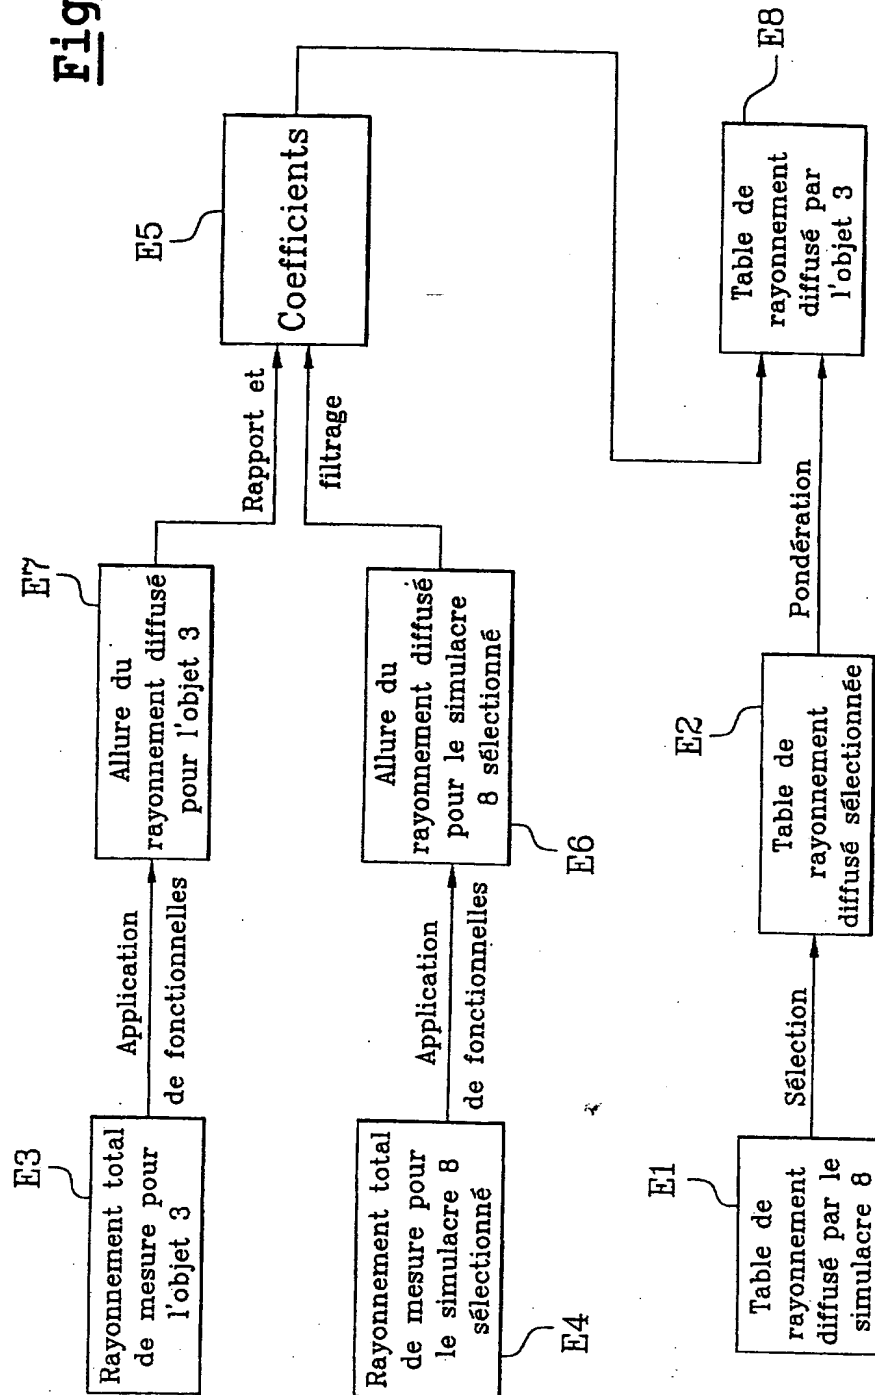 Fig
E3
Rayonnement total
de mesure pour
l'objet 3
Application
de fonctionnelles
E7
Allure du
rayonnement diffusé
pour l'objet 3
Rapport et
filtrage
E5
Coefficients
E4
Rayonnement total
de mesure pour
le simulacre 8
sélectionné
Application
de fonctionnelles
E6
Allure du
rayonnement diffusé
pour le simulacre
8 sélectionné
E1
Table de
rayonnement
diffusé par le
simulacre 8
Sélection
E2
Table de
rayonnement
diffusé sélectionnée
Pondération
E8
Table de
rayonnement
diffusé par
l'objet 3